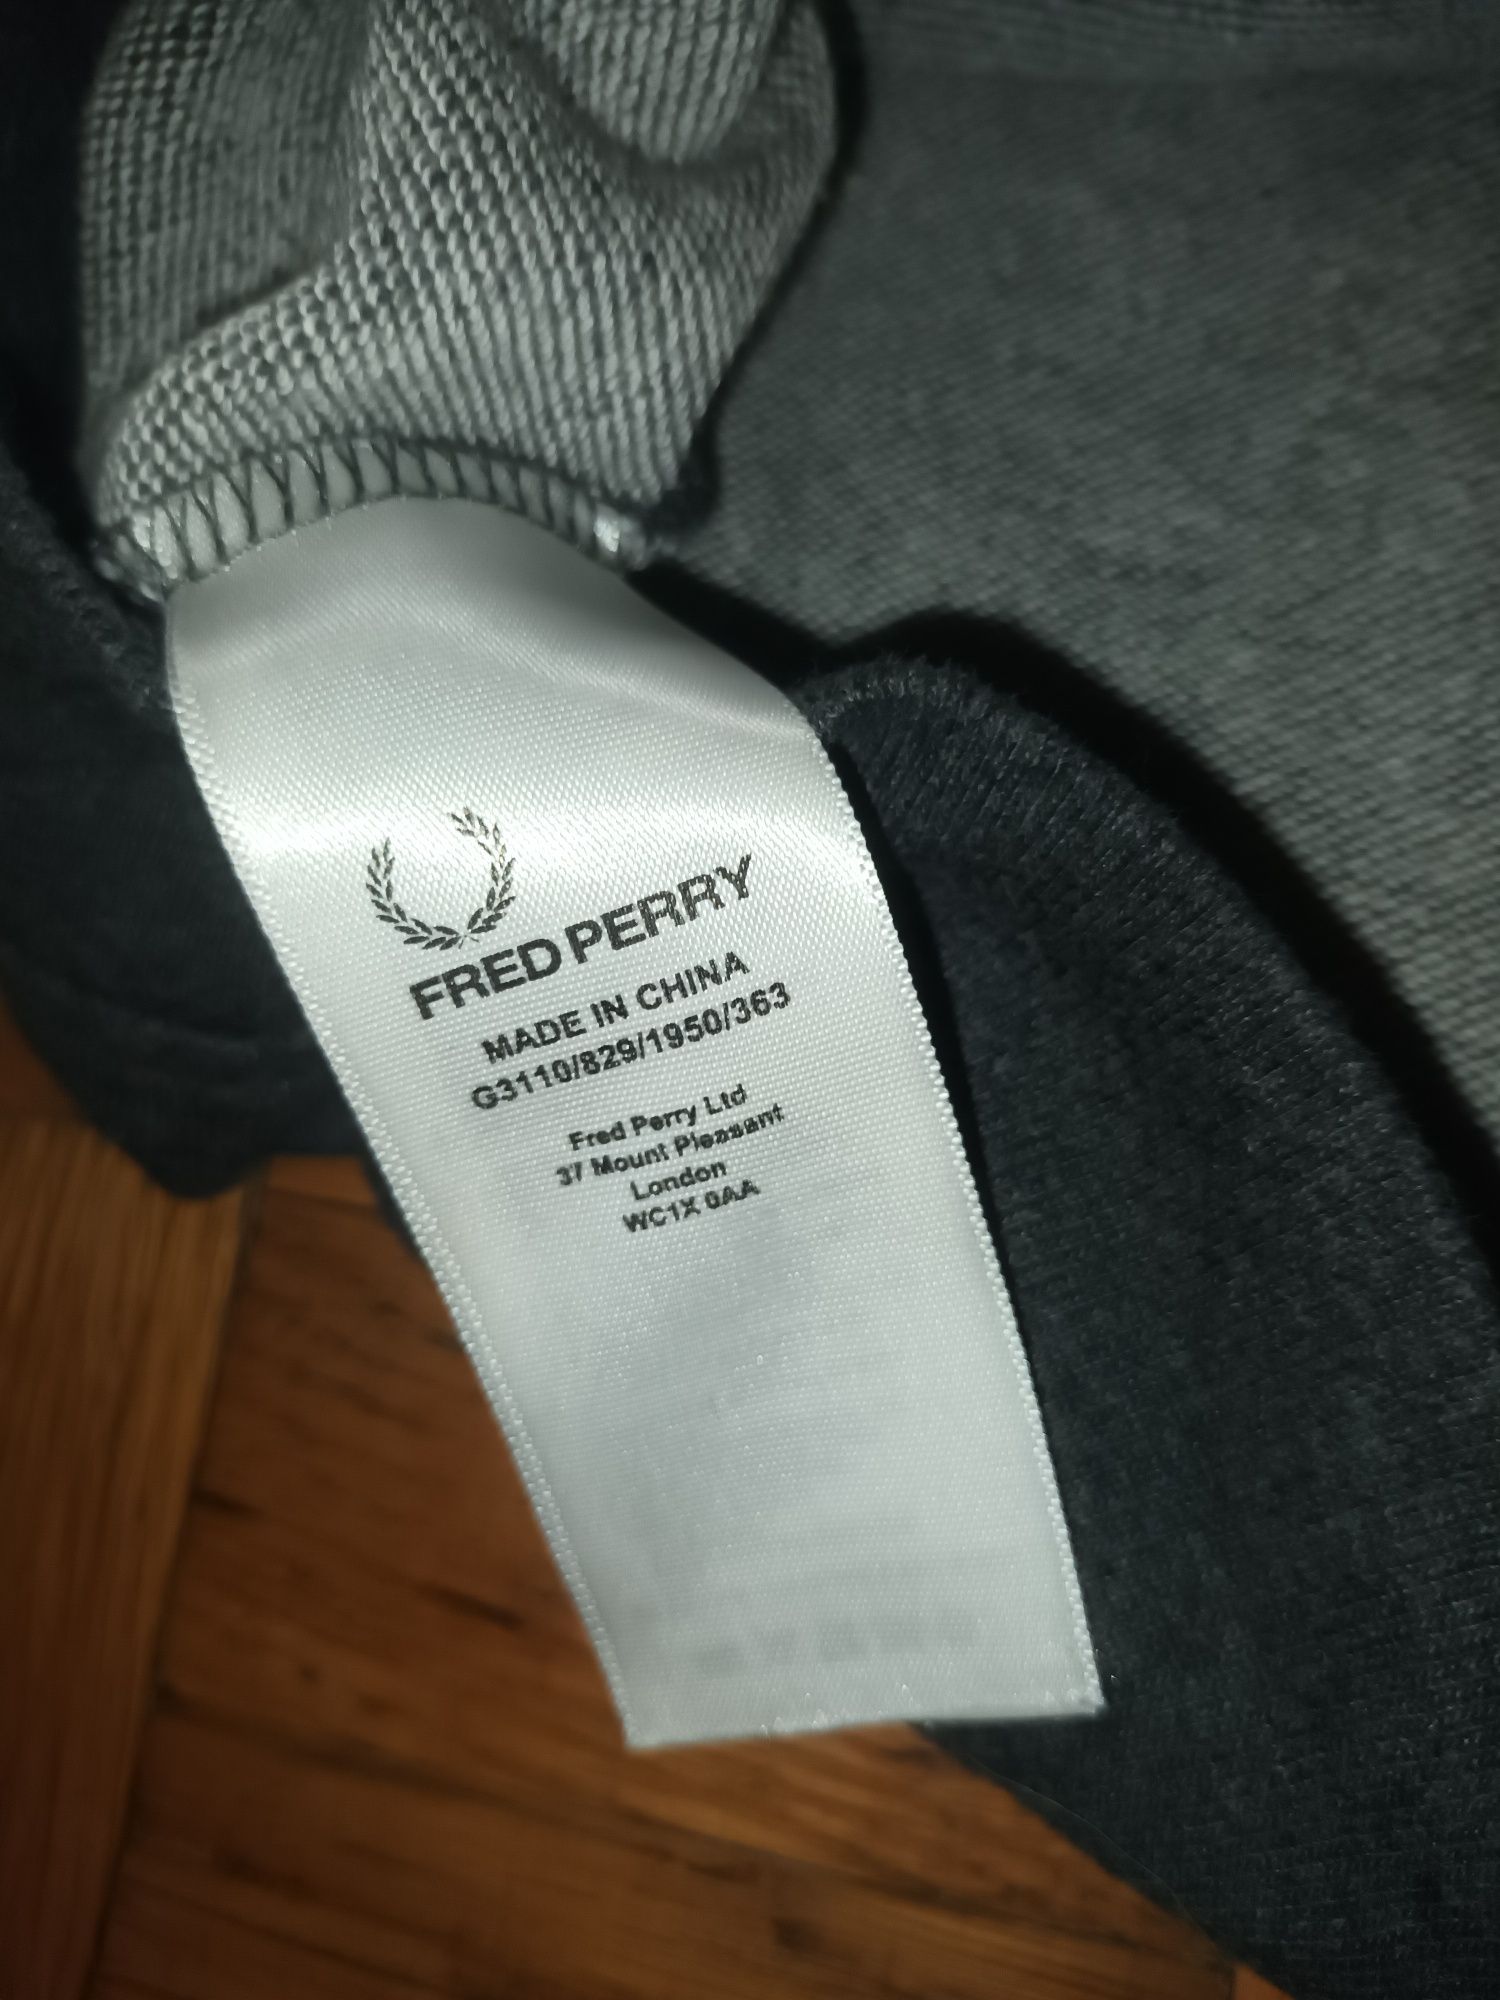 FRED PERRY
MADE IN CHINA
G3110/829/1950/363
Fred Perry Ltd
37 Mount Pleasant
London
WC1X 0AA